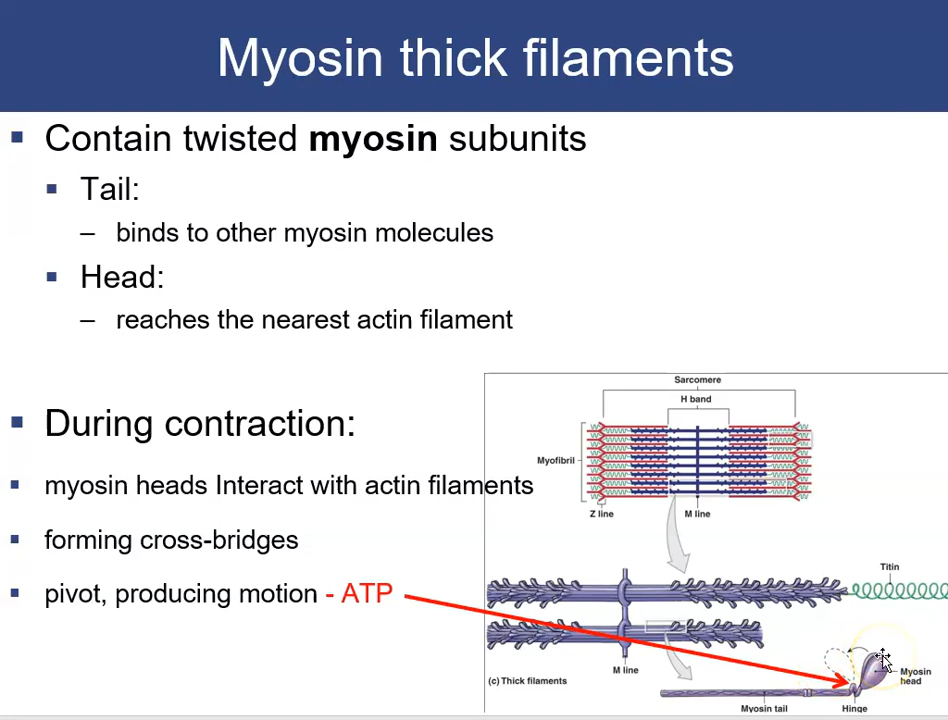 Myosin thick filaments
Contain twisted myosin subunits
Tail:
– binds to other myosin molecules
Head:
– reaches the nearest actin filament
During contraction:
myosin heads Interact with actin filaments
forming cross-bridges
pivot, producing motion - ATP
Sarcomere
H band
Myofibril
Z line
M line
Titin
M line
(c) Thick filaments
Myosin
head
Myosin tail
Hinge